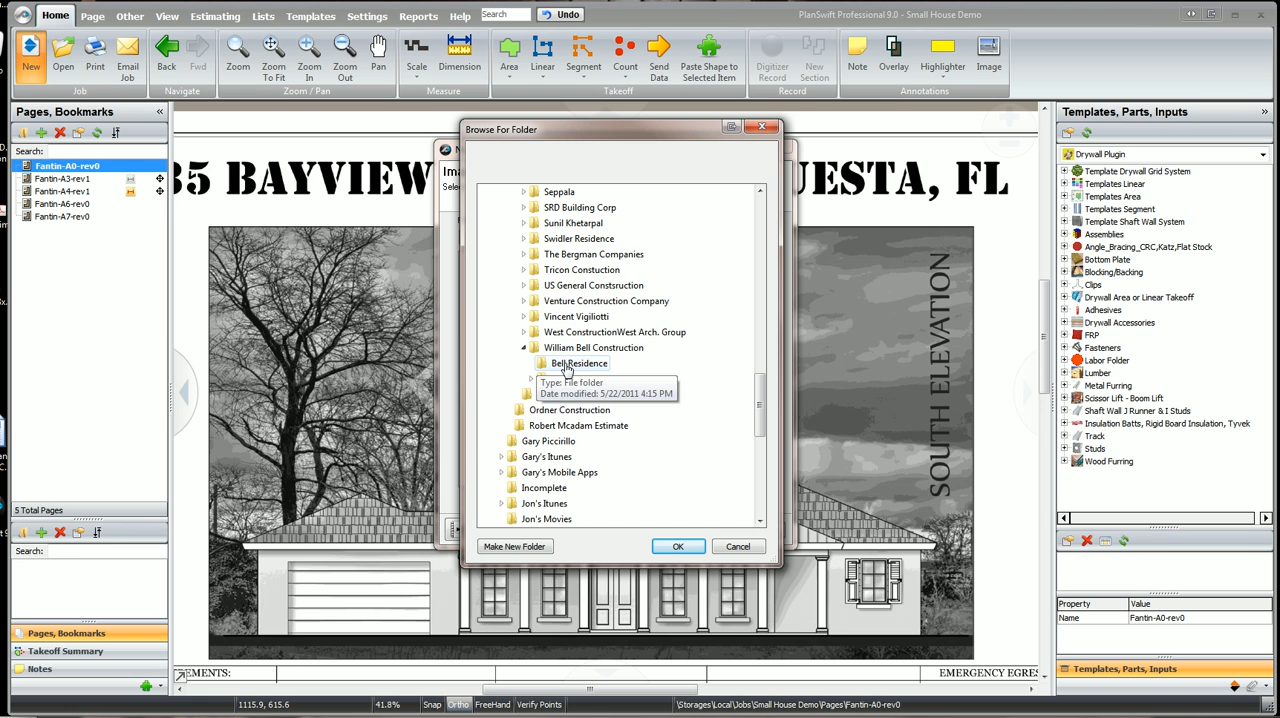 Home Page Other View Estimating Lists Templates Settings Reports Help Search Undo PlanSwift Professional 9.0 - Small House Demo
New Open Print Email Job Back Fwd Zoom Zoom To Fit Zoom In Zoom Out Pan Scale Dimension Area Linear Segment Count Send Data Paste Shape to Selected Item Digitizer Record New Section Note Overlay Highlighter Image
Job Navigate Zoom / Pan Measure Takeoff Record Annotations
Pages, Bookmarks
Search:
Fantin-A0-rev0
Fantin-A3-rev1
Fantin-A4-rev1
Fantin-A6-rev0
Fantin-A7-rev0
5 Total Pages
Search:
Pages, Bookmarks
Takeoff Summary
Notes
35 BAYVIEW
UESTA, FL
SOUTH ELEVATION
EMENTS:
EMERGENCY EGRES
Browse For Folder
Seppala
SRD Building Corp
Sunil Khetarpal
Swidler Residence
The Bergman Companies
Tricon Constuction
US General Constsruction
Venture Construction Company
Vincent Vigiliotti
West ConstructionWest Arch. Group
William Bell Construction
Bell Residence
Type: File folder
Date modified: 5/22/2011 4:15 PM
Ordner Construction
Robert Mcadam Estimate
Gary Piccirillo
Gary's Itunes
Gary's Mobile Apps
Incomplete
Jon's Itunes
Jon's Movies
Make New Folder OK Cancel
Templates, Parts, Inputs
Drywall Plugin
Template Drywall Grid System
Templates Linear
Templates Area
Templates Segment
Template Shaft Wall System
Assemblies
Angle_Bracing_CRC,Katz,Flat Stock
Bottom Plate
Blocking/Backing
Clips
Drywall Area or Linear Takeoff
Adhesives
Drywall Accessories
FRP
Fasteners
Labor Folder
Lumber
Metal Furring
Scissor Lift - Boom Lift
Shaft Wall J Runner & I Studs
Insulation Batts, Rigid Board Insulation, Tyvek
Track
Studs
Wood Furring
Property Value
Name Fantin-A0-rev0
Templates, Parts, Inputs
1115.9, 615.6 41.8% Snap Ortho FreeHand Verify Points \Storages\Local\Jobs\Small House Demo\Pages\Fantin-A0-rev0